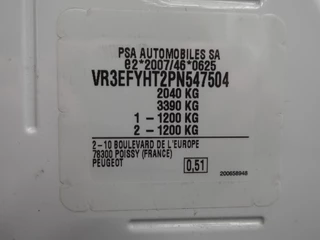 PSA AUTOMOBILES SA
e2*2007/46*0625
VR3EFYHT2PN547504
2040 KG
3390 KG
1 - 1200 KG
2 - 1200 KG
2-10 BOULEVARD DE L'EUROPE
78300 POISSY (FRANCE)
PEUGEOT
0,51
200658949